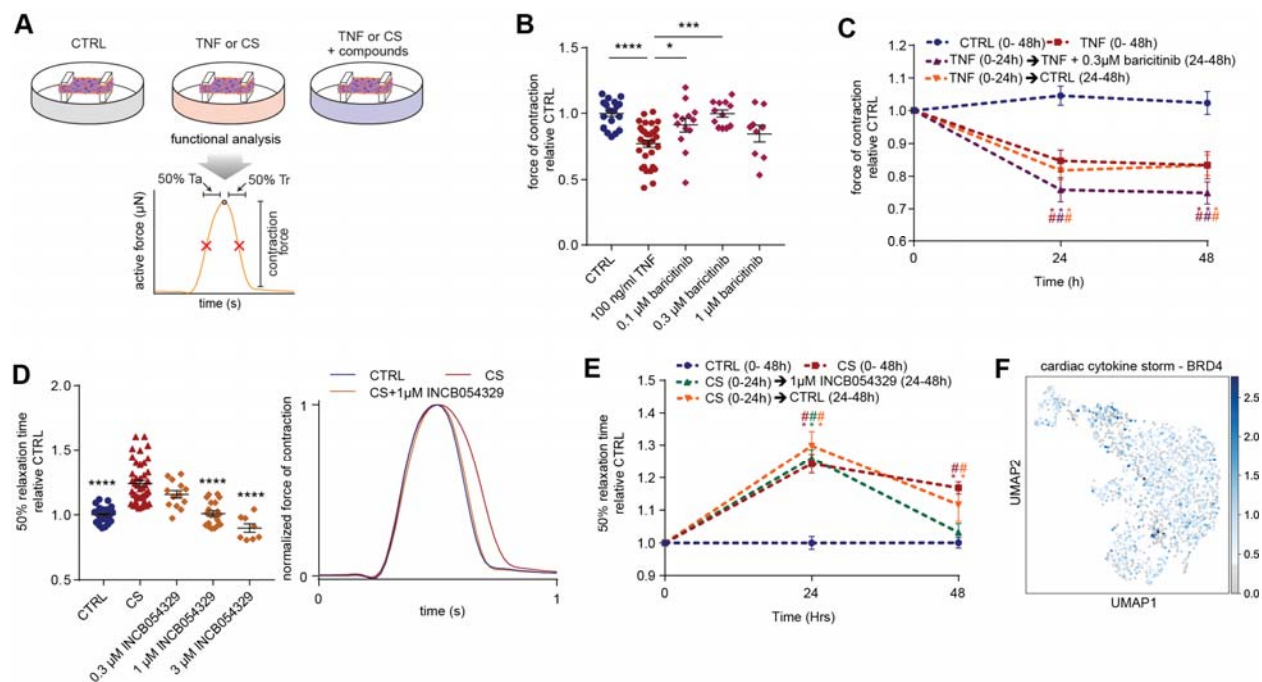 A
CTRL
TNF or CS
TNF or CS
+ compounds
functional analysis
50% Ta
50% Tr
active force (µN)
contraction
force
time (s)
B
force of contraction
relative CTRL
1.5
1.0
0.5
0.0
****
*
***
CTRL
100 ng/ml TNF
0.1 µM baricitinib
0.3 µM baricitinib
1 µM baricitinib
C
CTRL (0- 48h)
TNF (0- 48h)
TNF (0-24h) ➔ TNF + 0.3µM baricitinib (24-48h)
TNF (0-24h) ➔ CTRL (24-48h)
force of contraction
relative CTRL
1.2
1.1
1.0
0.9
0.8
0.7
0.6
* * *
###
* * *
###
0
24
48
Time (h)
D
50% relaxation time
relative CTRL
2.0
1.5
1.0
0.5
****
****
****
CTRL
CS
0.3 µM INCB054329
1 µM INCB054329
3 µM INCB054329
CTRL
CS
CS+1µM INCB054329
normalized force of contraction
1
0
0
1
time (s)
E
CTRL (0- 48h)
CS (0- 48h)
CS (0-24h) ➔ 1µM INCB054329 (24-48h)
CS (0-24h) ➔ CTRL (24-48h)
50% relaxation time
relative CTRL
1.5
1.4
1.3
1.2
1.1
1.0
0.9
###
* * *
##
* *
0
24
48
Time (Hrs)
F
cardiac cytokine storm - BRD4
UMAP2
UMAP1
2.5
2.0
1.5
1.0
0.5
0.0